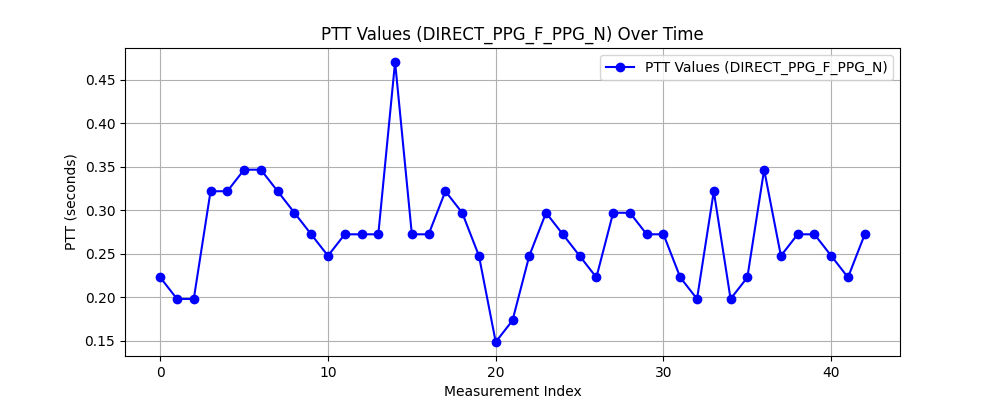 PTT Values (DIRECT_PPG_F_PPG_N) Over Time
PTT Values (DIRECT_PPG_F_PPG_N)
PTT (seconds)
0.45
0.40
0.35
0.30
0.25
0.20
0.15
0 10 20 30 40
Measurement Index